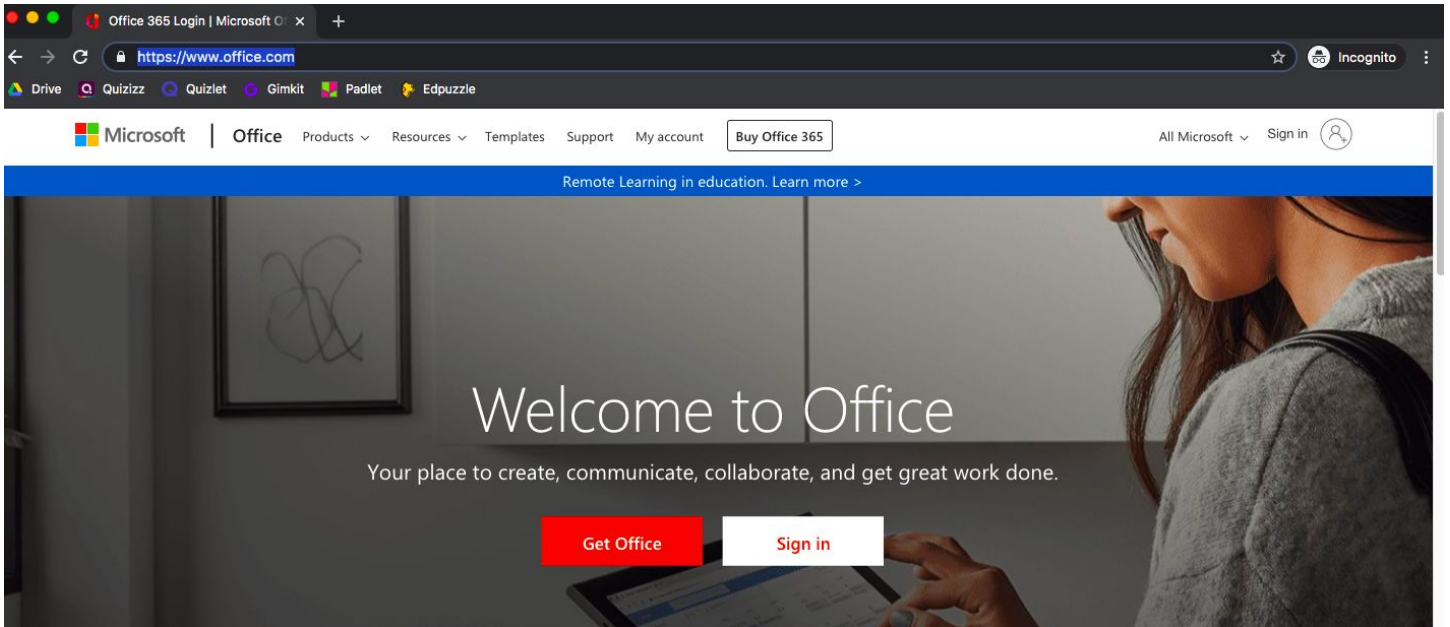 Office 365 Login | Microsoft Of
https://www.office.com
Incognito
Drive Quizizz Quizlet Gimkit Padlet Edpuzzle
Microsoft | Office Products Resources Templates Support My account Buy Office 365 All Microsoft Sign in
Remote Learning in education. Learn more >
Welcome to Office
Your place to create, communicate, collaborate, and get great work done.
Get Office Sign in